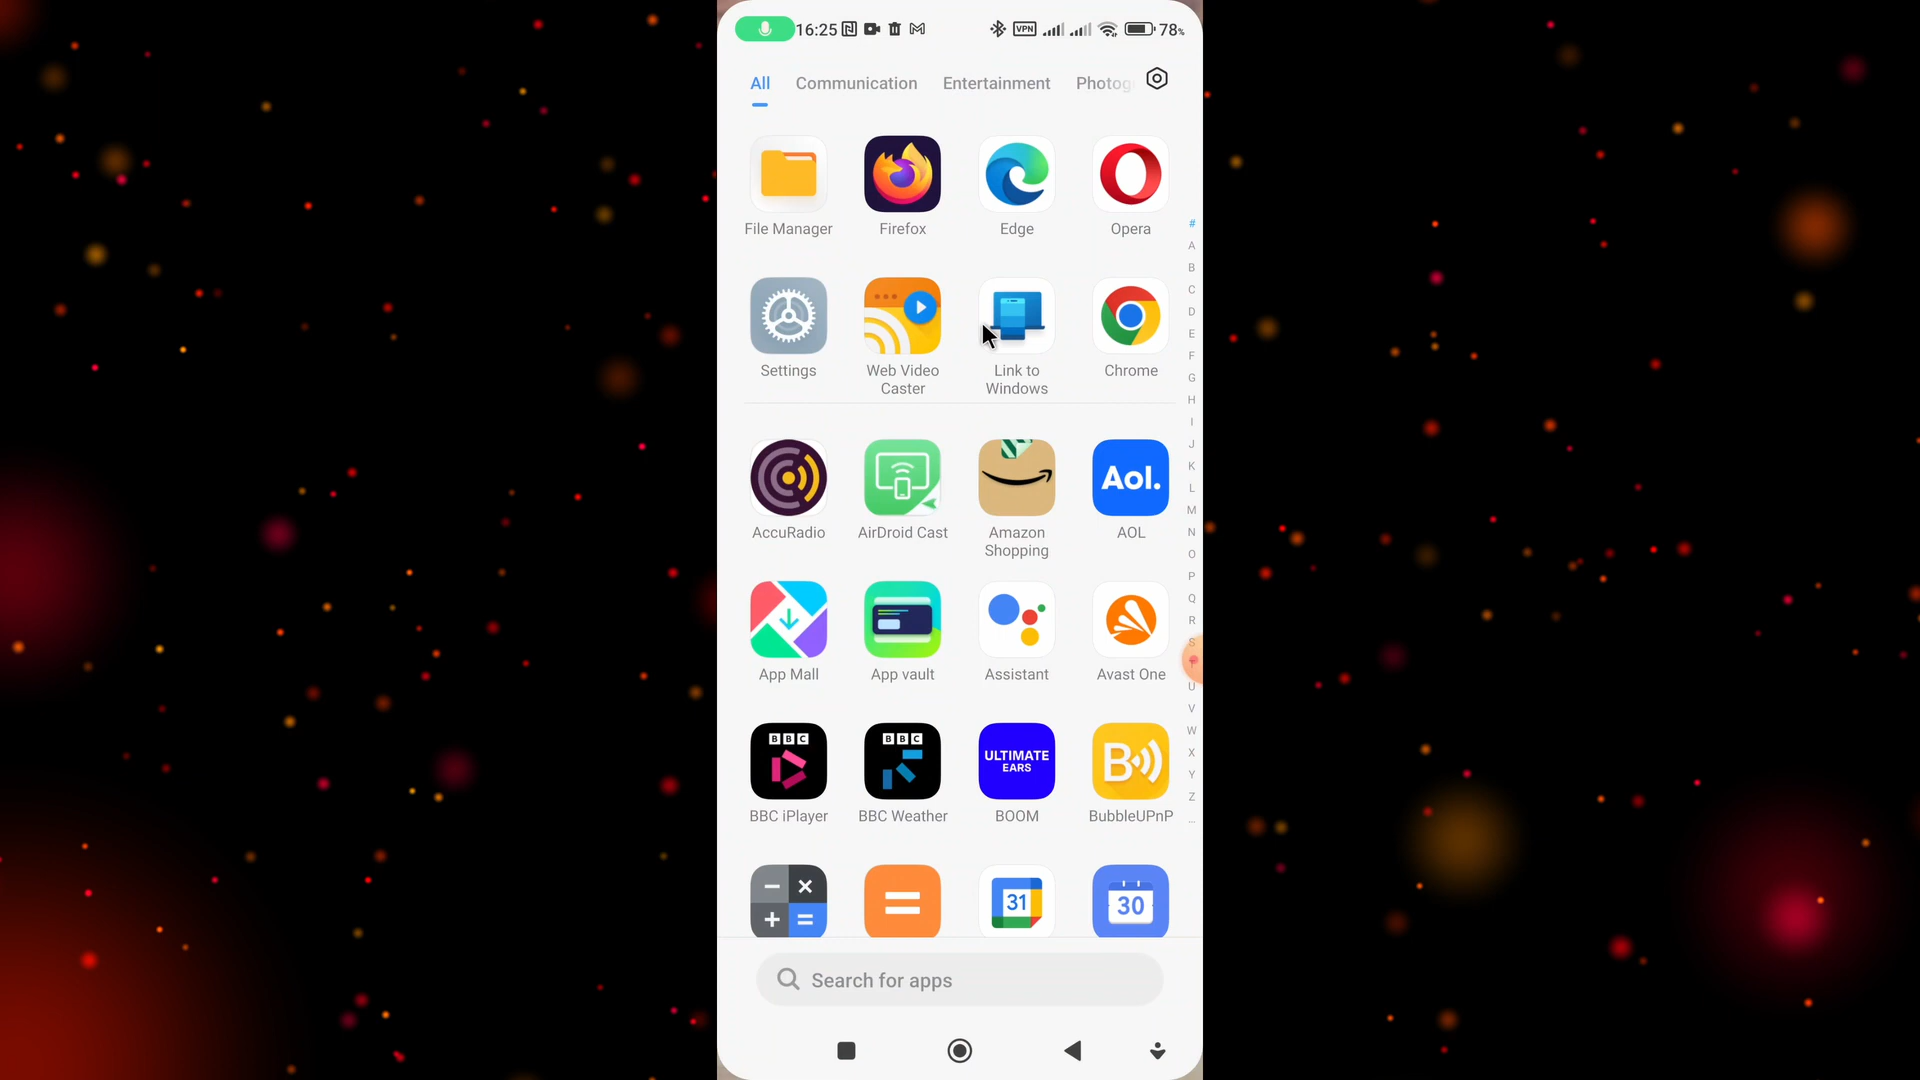 16:25 VPN 78%
All Communication Entertainment Photog
File Manager Firefox Edge Opera
Settings Web Video Caster Link to Windows Chrome
Aol.
AccuRadio AirDroid Cast Amazon Shopping AOL
App Mall App vault Assistant Avast One
BBC BBC ULTIMATE EARS B
BBC iPlayer BBC Weather BOOM BubbleUPnP
31 30
Search for apps
#
A
B
C
D
E
F
G
H
I
J
K
L
M
N
O
P
Q
R
S
U
V
W
X
Y
Z